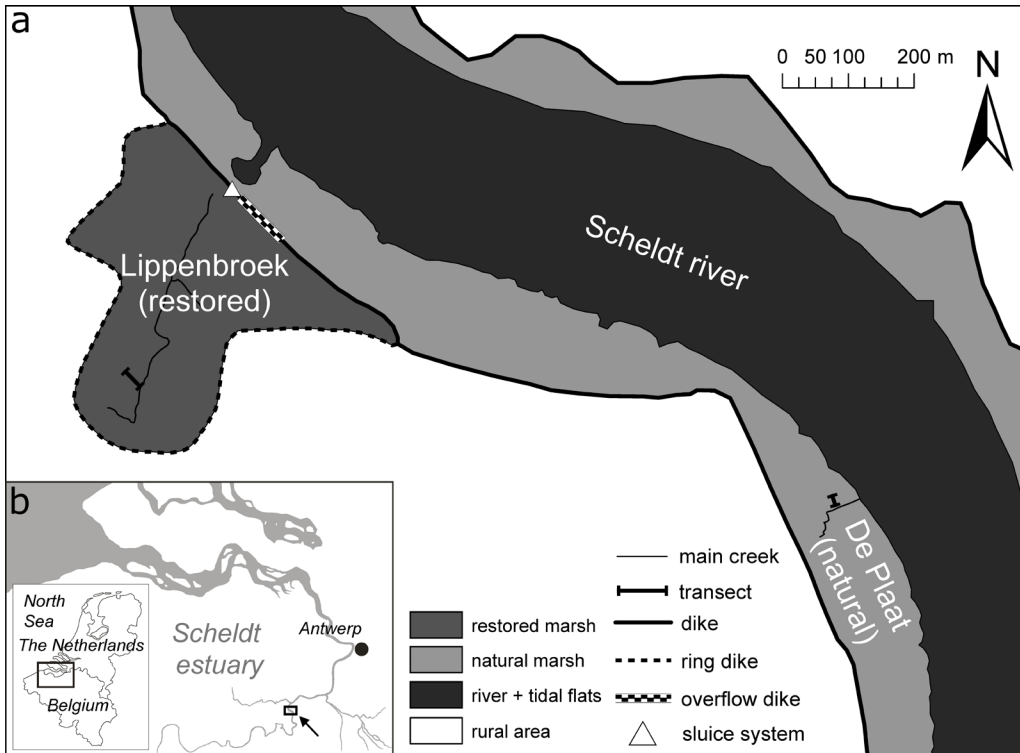 a
0 50 100 200 m
N
Scheldt river
Lippenbroek
(restored)
De Plaat
(natural)
b
North
Sea
The Netherlands
Belgium
Scheldt
estuary
Antwerp
restored marsh
natural marsh
river + tidal flats
rural area
main creek
transect
dike
ring dike
overflow dike
sluice system